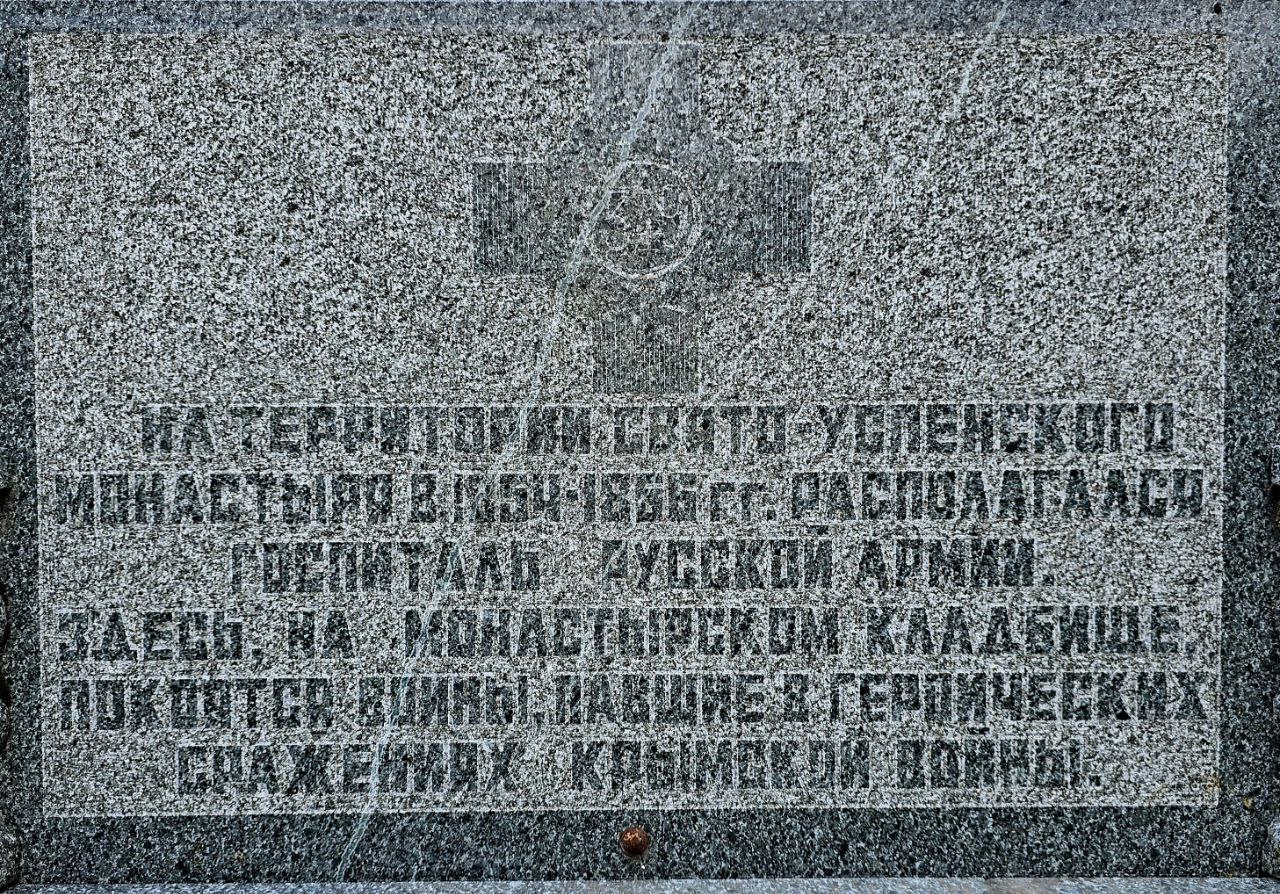 НА ТЕРРИТОРИИ СВЯТО-УСПЕНСКОГО
МОНАСТЫРЯ В 1854-1856 гг. РАСПОЛАГАЛСЯ
ГОСПИТАЛЬ РУССКОЙ АРМИИ.
ЗДЕСЬ, НА МОНАСТЫРСКОМ КЛАДБИЩЕ,
ПОКОЯТСЯ ВОИНЫ, ПАВШИЕ В ГЕРОИЧЕСКИХ
СРАЖЕНИЯХ КРЫМСКОЙ ВОЙНЫ.